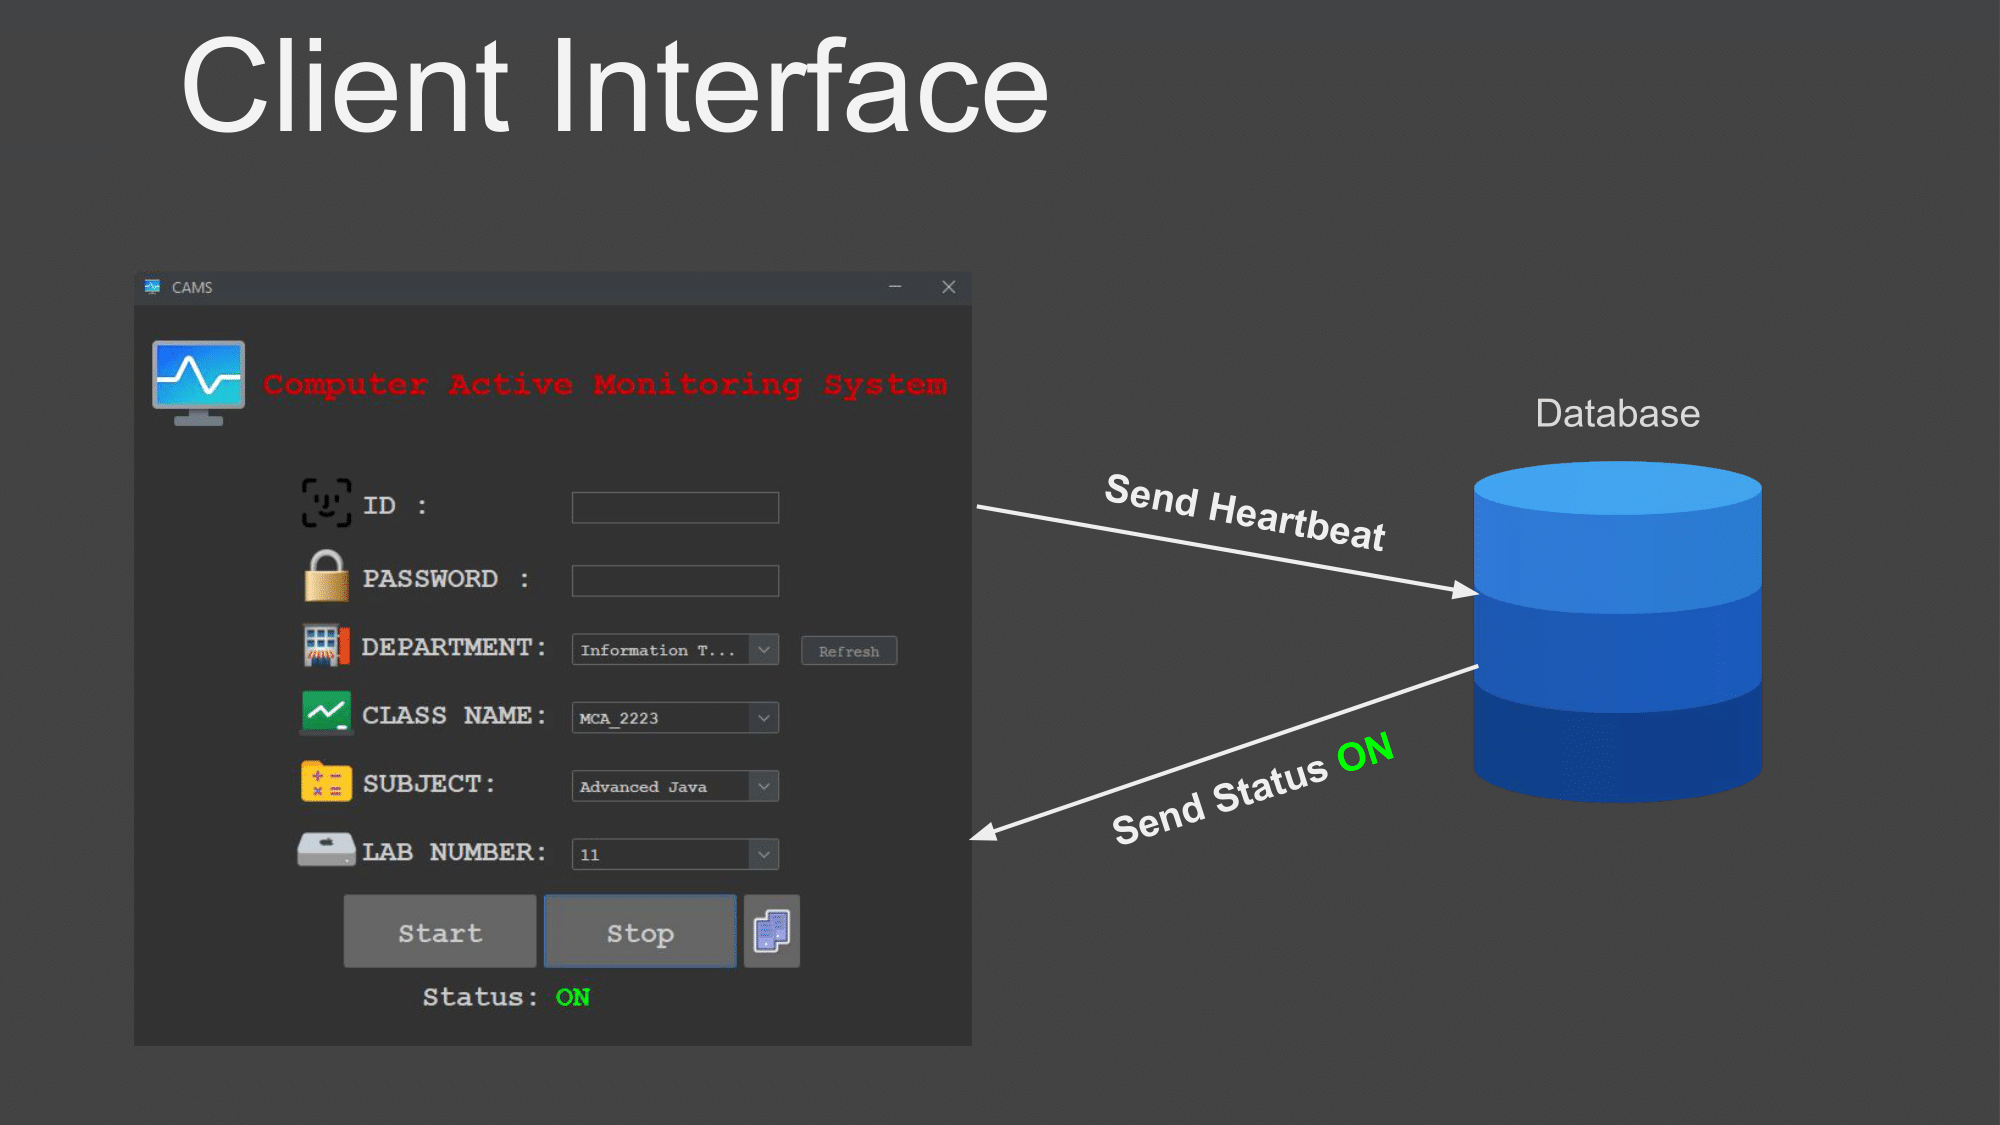 Client Interface
CAMS
Computer Active Monitoring System
ID :
PASSWORD :
DEPARTMENT: Information T... Refresh
CLASS NAME: MCA_2223
SUBJECT: Advanced Java
LAB NUMBER: 11
Start Stop
Status: ON
Send Heartbeat
Database
Send Status ON